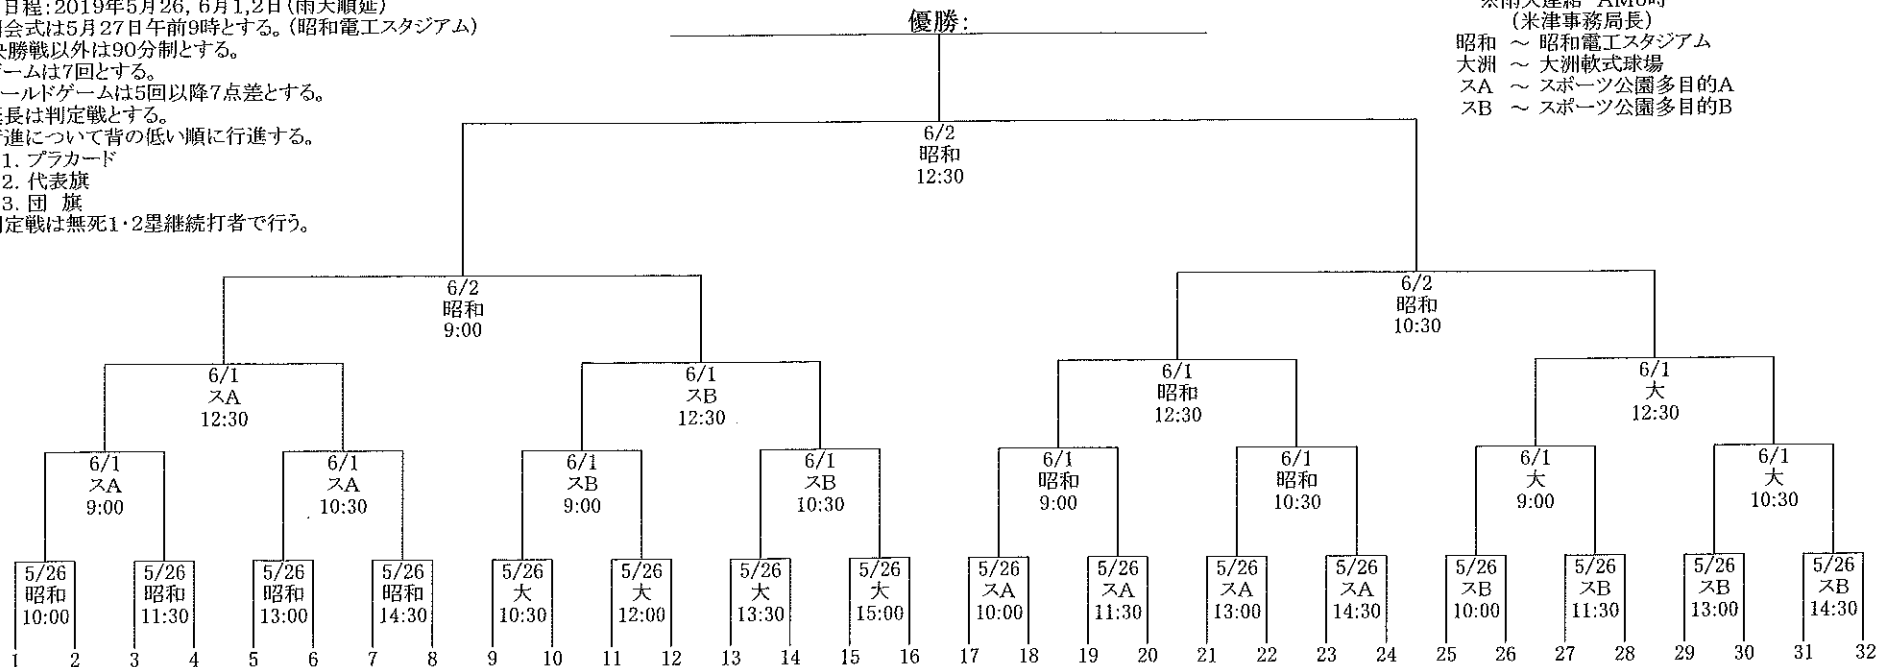 日程:2019年5月26, 6月1,2日(雨天順延)
会式は5月27日午前9時とする。(昭和電工スタジアム)
勝戦以外は90分制とする。
ームは7回とする。
ールドゲームは5回以降7点差とする。
長は判定戦とする。
進について背の低い順に行進する。
1. プラカード
2. 代表旗
3. 団 旗
定戦は無死1・2塁継続打者で行う。
優勝:
(米津事務局長)
昭和 ～ 昭和電工スタジアム
大洲 ～ 大洲軟式球場
スA ～ スポーツ公園多目的A
スB ～ スポーツ公園多目的B
6/2
昭和
12:30
6/2
昭和
9:00
6/2
昭和
10:30
6/1
スA
12:30
6/1
スB
12:30
6/1
昭和
12:30
6/1
大
12:30
6/1
スA
9:00
6/1
スA
10:30
6/1
スB
9:00
6/1
スB
10:30
6/1
昭和
9:00
6/1
昭和
10:30
6/1
大
9:00
6/1
大
10:30
5/26
昭和
10:00
5/26
昭和
11:30
5/26
昭和
13:00
5/26
昭和
14:30
5/26
大
10:30
5/26
大
12:00
5/26
大
13:30
5/26
大
15:00
5/26
スA
10:00
5/26
スA
11:30
5/26
スA
13:00
5/26
スA
14:30
5/26
スB
10:00
5/26
スB
11:30
5/26
スB
13:00
5/26
スB
14:30
1 2 3 4 5 6 7 8 9 10 11 12 13 14 15 16 17 18 19 20 21 22 23 24 25 26 27 28 29 30 31 32